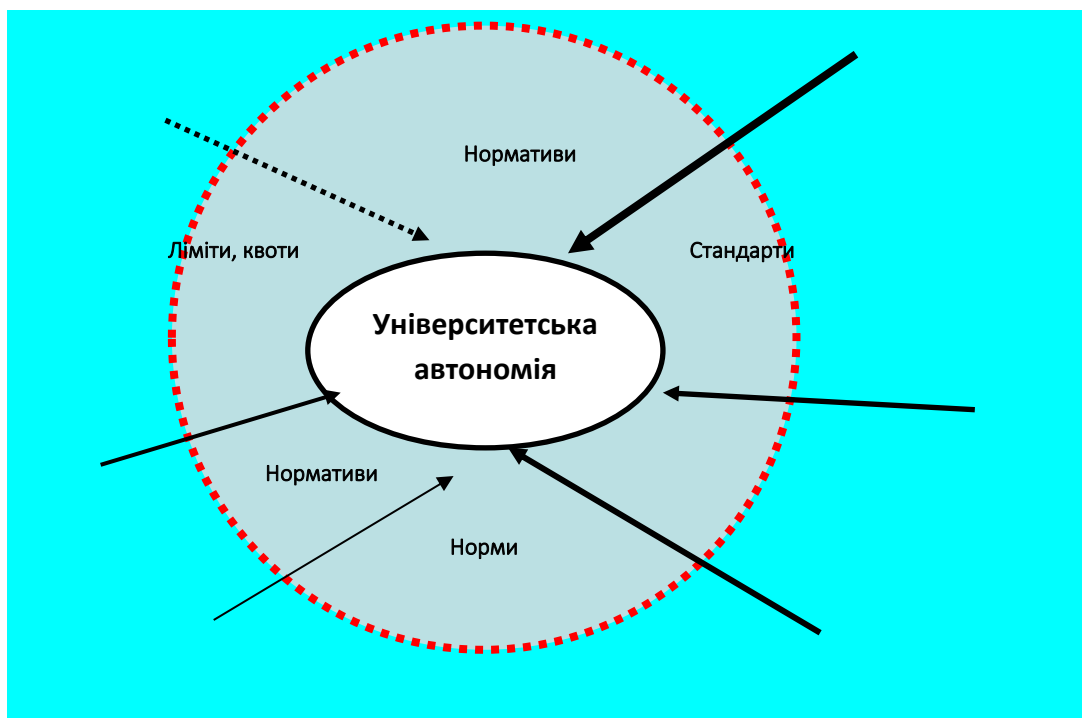 Нормативи
Ліміти, квоти
Стандарти
Університетська
автономія
Нормативи
Норми